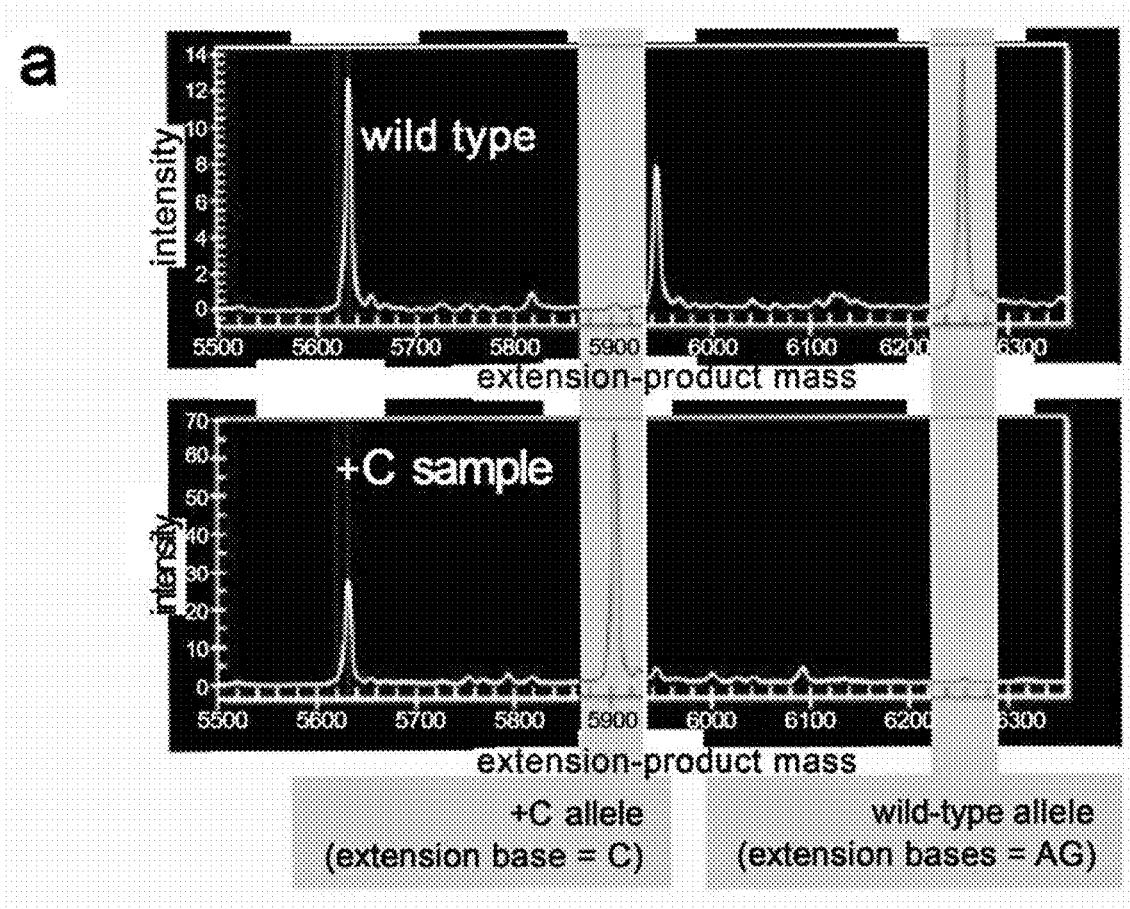 a
14
12
10
8
6
4
2
0
intensity
wild type
5500 5600 5700 5800 5900 6000 6100 6200 6300
extension-product mass
70
60
50
40
30
20
10
0
intensity
+C sample
5500 5600 5700 5800 5900 6000 6100 6200 6300
extension-product mass
+C allele
(extension base = C)
wild-type allele
(extension bases = AG)